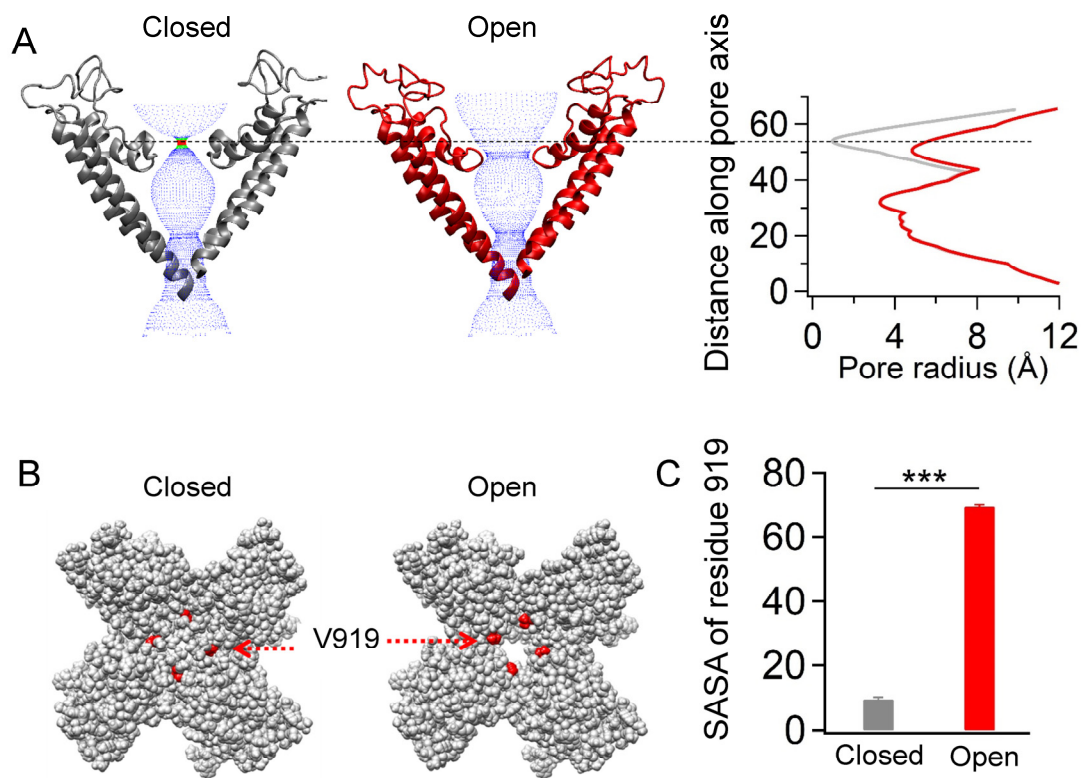 A
Closed
Open
Distance along pore axis
60
40
20
0
0
4
8
12
Pore radius (Å)
B
Closed
Open
V919
C
SASA of residue 919
80
60
40
20
0
***
Closed
Open